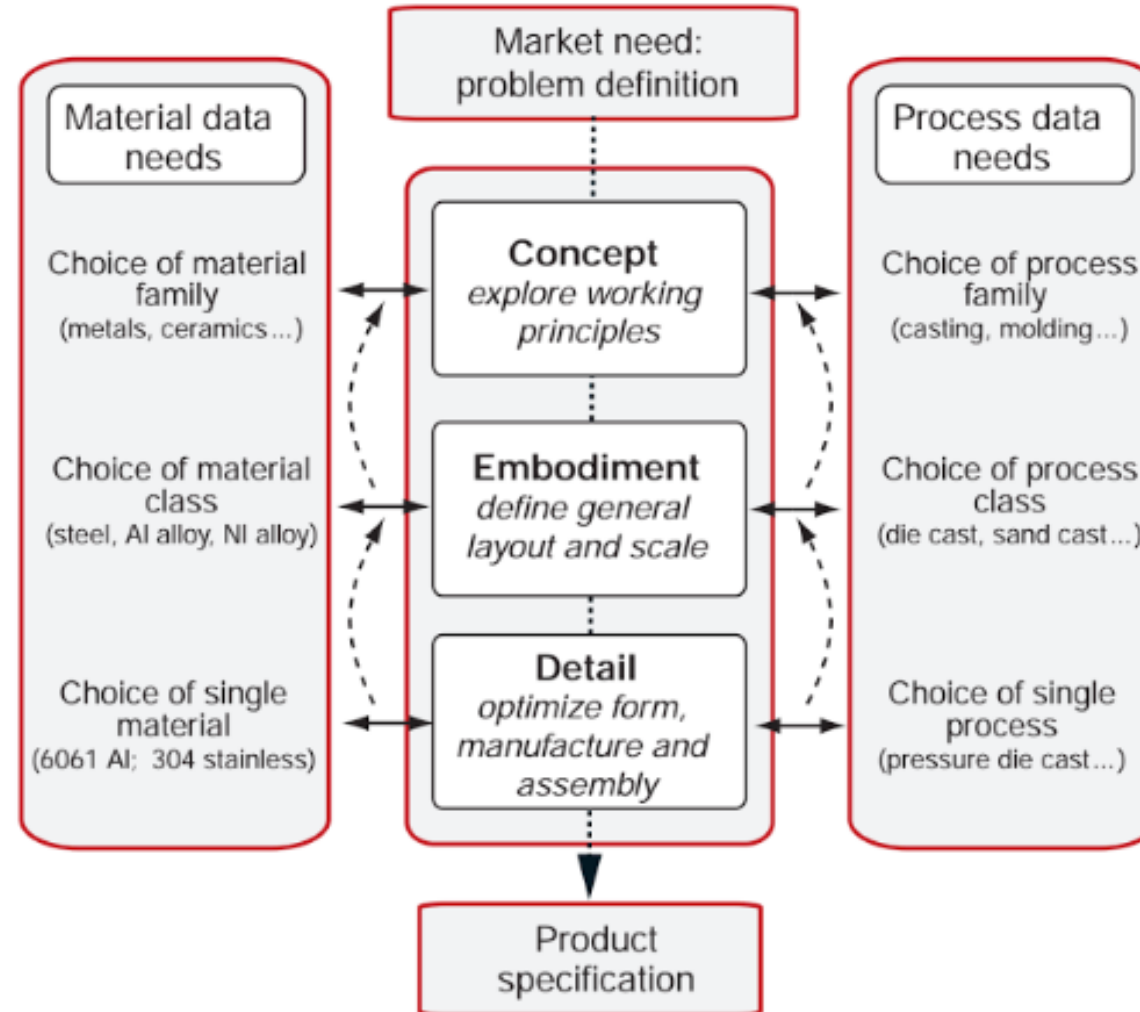 Market need:
problem definition
Material data
needs
Choice of material
family
(metals, ceramics...)
Choice of material
class
(steel, Al alloy, NI alloy)
Choice of single
material
(6061 Al; 304 stainless)
Concept
explore working
principles
Embodiment
define general
layout and scale
Detail
optimize form,
manufacture and
assembly
Process data
needs
Choice of process
family
(casting, molding...)
Choice of process
class
(die cast, sand cast...)
Choice of single
process
(pressure die cast...)
Product
specification